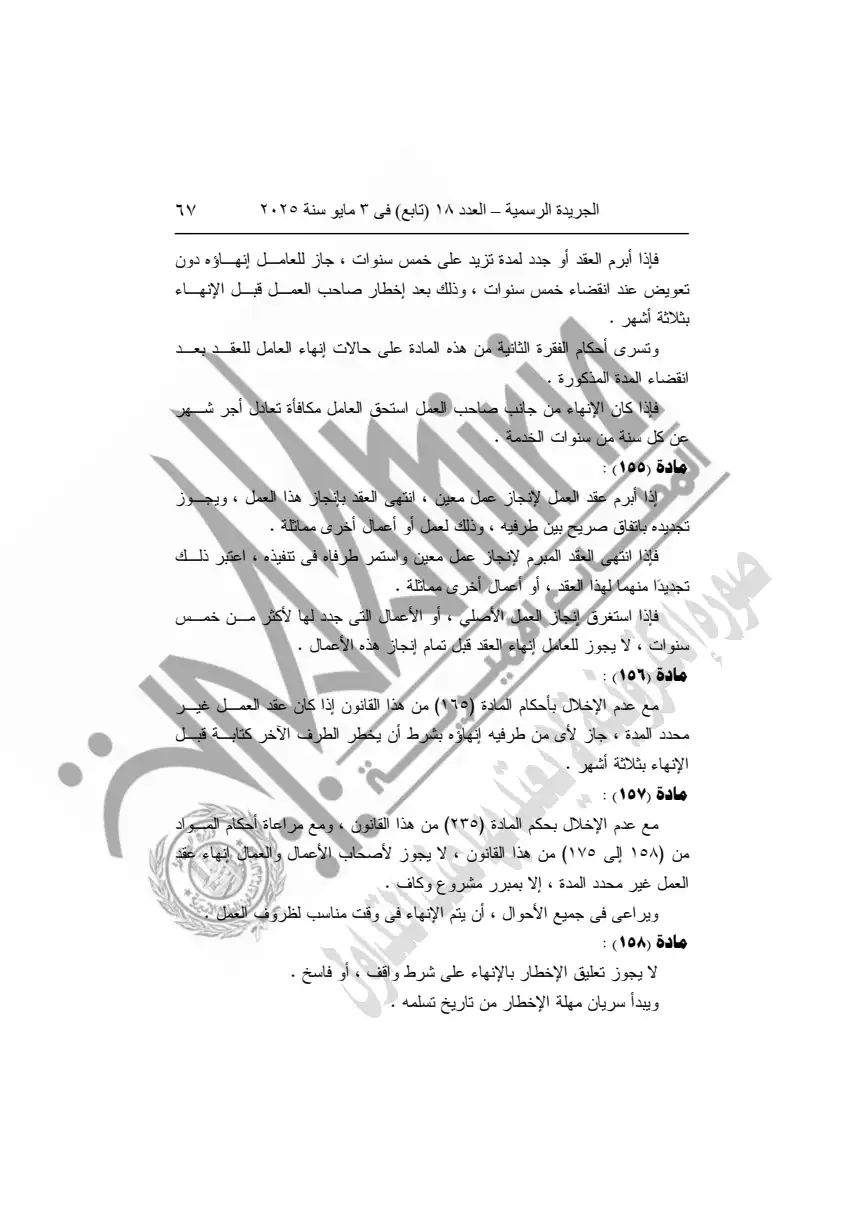 الجريدة الرسمية – العدد ١٨ (تابع) فى ٣ مايو سنة ٢٠٢٥ ٦٧
فإذا أبرم العقد أو جدد لمدة تزيد على خمس سنوات ، جاز للعامل إنهاؤه دون
تعويض عند انقضاء خمس سنوات ، وذلك بعد إخطار صاحب العمل قبل الإنهاء
بثلاثة أشهر .
وتسرى أحكام الفقرة الثانية من هذه المادة على حالات إنهاء العامل للعقد بعد
انقضاء المدة المذكورة .
فإذا كان الإنهاء من جانب صاحب العمل استحق العامل مكافأة تعادل أجر شهر
عن كل سنة من سنوات الخدمة .
مادة (١٥٥) :
إذا أبرم عقد العمل لإنجاز عمل معين ، انتهى العقد بإنجاز هذا العمل ، ويجوز
تجديده باتفاق صريح بين طرفيه ، وذلك لعمل أو أعمال أخرى مماثلة .
فإذا انتهى العقد المبرم لإنجاز عمل معين واستمر طرفاه فى تنفيذه ، اعتبر ذلك
تجديدًا منهما لهذا العقد ، أو أعمال أخرى مماثلة .
فإذا استغرق إنجاز العمل الأصلي ، أو الأعمال التى جدد لها لأكثر من خمس
سنوات ، لا يجوز للعامل إنهاء العقد قبل تمام إنجاز هذه الأعمال .
مادة (١٥٦) :
مع عدم الإخلال بأحكام المادة (١٦٥) من هذا القانون إذا كان عقد العمل غير
محدد المدة ، جاز لأى من طرفيه إنهاؤه بشرط أن يخطر الطرف الآخر كتابة قبل
الإنهاء بثلاثة أشهر .
مادة (١٥٧) :
مع عدم الإخلال بحكم المادة (٢٣٥) من هذا القانون ، ومع مراعاة أحكام المواد
من (١٥٨ إلى ١٧٥) من هذا القانون ، لا يجوز لأصحاب الأعمال والعمال إنهاء عقد
العمل غير محدد المدة ، إلا بمبرر مشروع وكاف .
ويراعى فى جميع الأحوال ، أن يتم الإنهاء فى وقت مناسب لظروف العمل .
مادة (١٥٨) :
لا يجوز تعليق الإخطار بالإنهاء على شرط واقف ، أو فاسخ .
ويبدأ سريان مهلة الإخطار من تاريخ تسلمه .